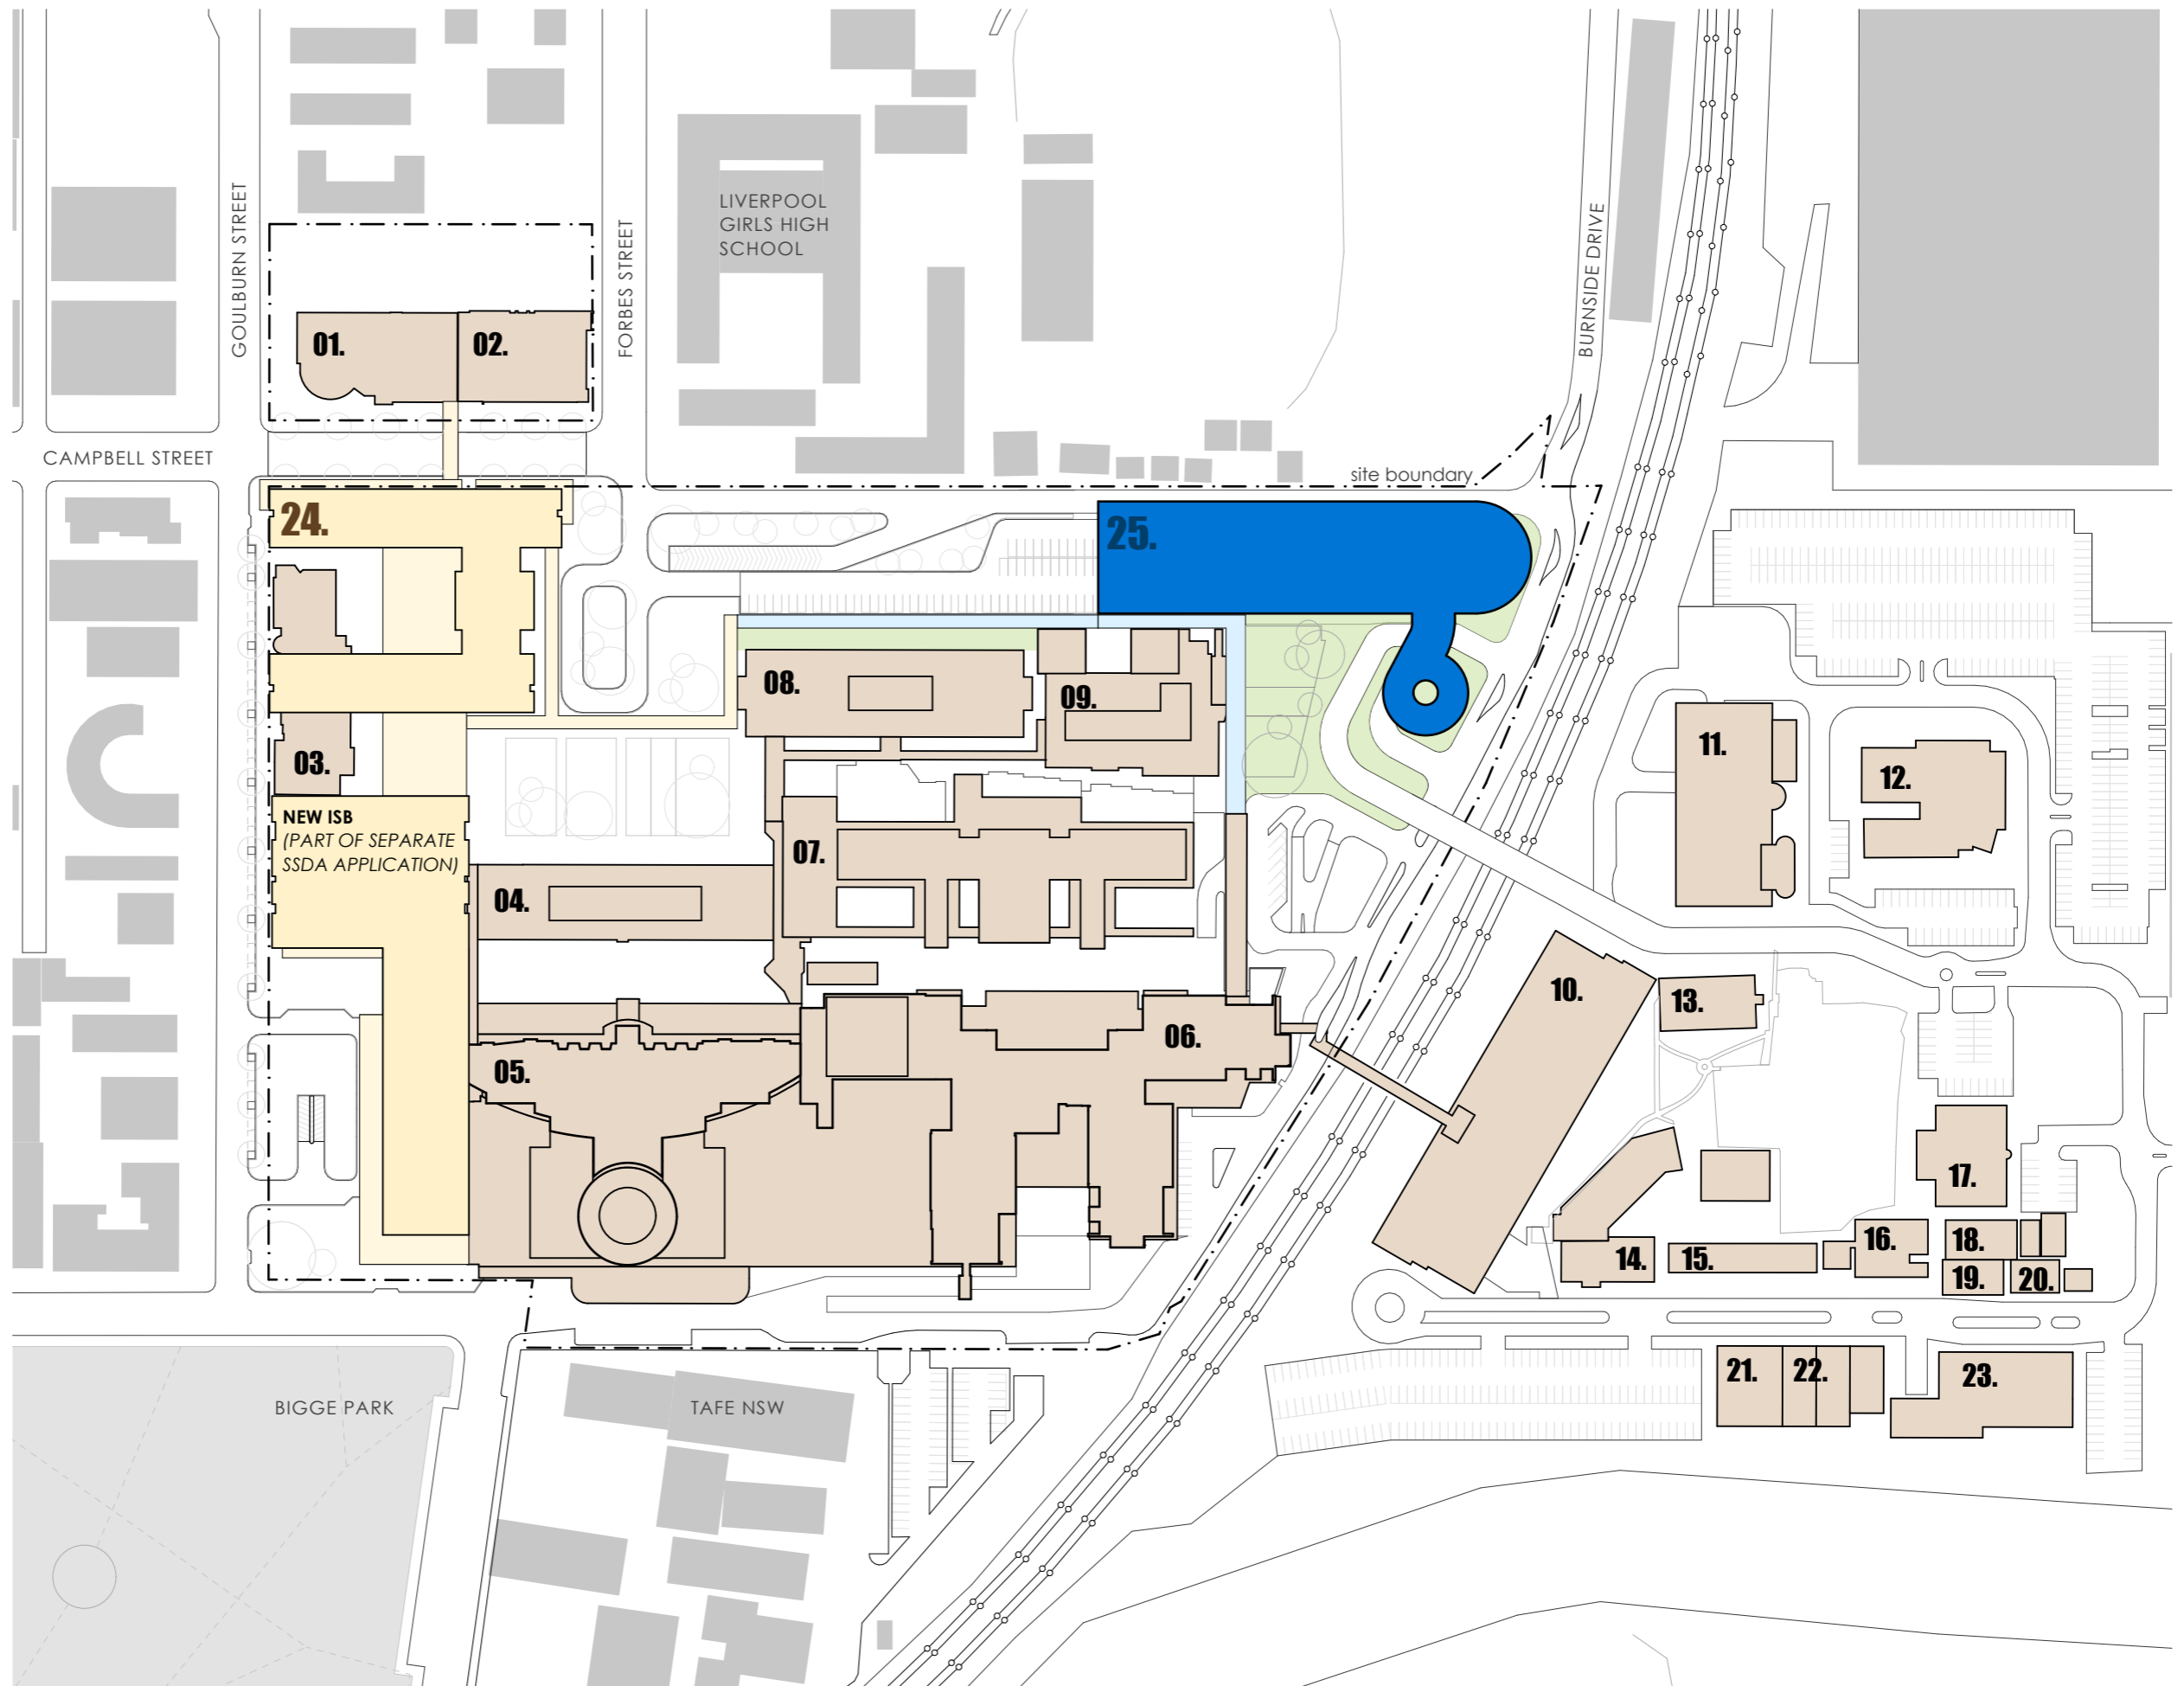 GOULBURN STREET
FORBES STREET
LIVERPOOL
GIRLS HIGH
SCHOOL
BURNSIDE DRIVE
01.
02.
CAMPBELL STREET
site boundary
24.
25.
08.
09.
03.
11.
12.
NEW ISB
(PART OF SEPARATE
SSDA APPLICATION)
07.
04.
10.
13.
06.
05.
17.
14.
15.
16.
18.
19.
20.
21.
22.
23.
BIGGE PARK
TAFE NSW